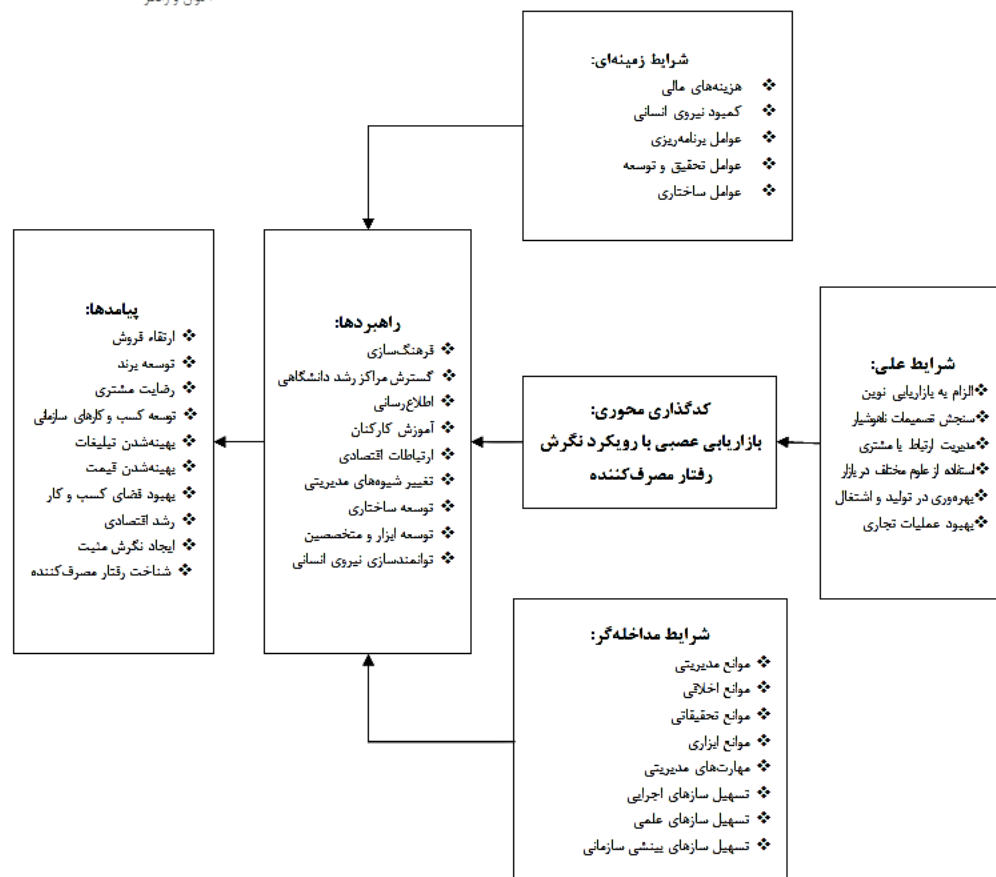 شرایط زمینه‌ای:
❖ هزینه‌های مالی
❖ کمبود نیروی انسانی
❖ عوامل برنامه‌ریزی
❖ عوامل تحقیق و توسعه
❖ عوامل ساختاری
شرایط علی:
❖الزام به بازاریابی نوین
❖سنجش تصمیمات ناهوشیار
❖مدیریت ارتباط با مشتری
❖استفاده از علوم مختلف در بازار
❖بهره‌وری در تولید و اشتغال
❖بهبود عملیات تجاری
کدگذاری محوری:
بازاریابی عصبی با رویکرد نگرش
رفتار مصرف‌کننده
راهبردها:
❖ فرهنگ‌سازی
❖ گسترش مراکز رشد دانشگاهی
❖ اطلاع‌رسانی
❖ آموزش کارکنان
❖ ارتباطات اقتصادی
❖ تغییر شیوه‌های مدیریتی
❖ توسعه ساختاری
❖ توسعه ابزار و متخصصین
❖ توانمندسازی نیروی انسانی
پیامدها:
❖ ارتقاء فروش
❖ توسعه برند
❖ رضایت مشتری
❖ توسعه کسب و کارهای سازمانی
❖ بهینه‌شدن تبلیغات
❖ بهینه‌شدن قیمت
❖ بهبود فضای کسب و کار
❖ رشد اقتصادی
❖ ایجاد نگرش مثبت
❖ شناخت رفتار مصرف‌کننده
شرایط مداخله‌گر:
❖ موانع مدیریتی
❖ موانع اخلاقی
❖ موانع تحقیقاتی
❖ موانع ابزاری
❖ مهارت‌های مدیریتی
❖ تسهیل سازهای اجرایی
❖ تسهیل سازهای علمی
❖ تسهیل سازهای بینشی سازمانی